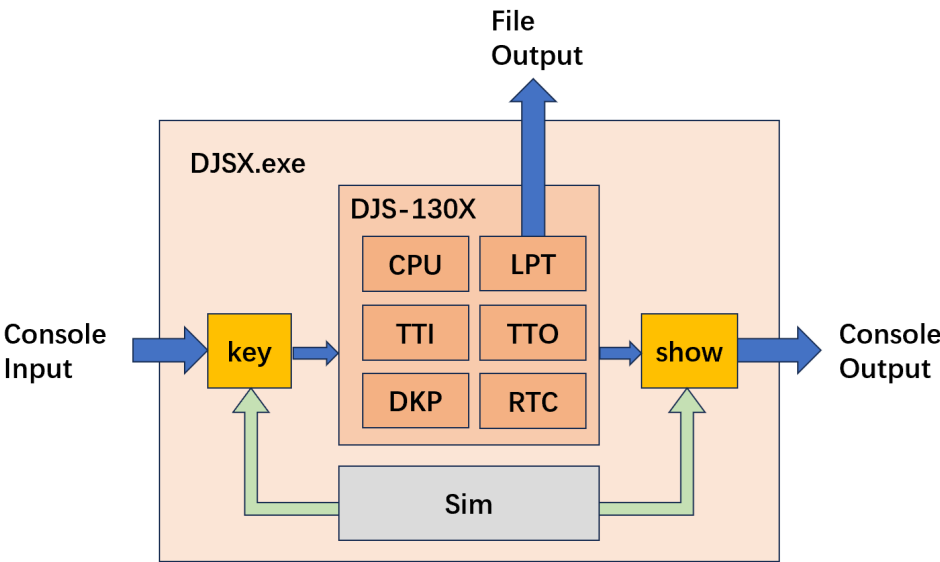 File
Output
DJSX.exe
DJS-130X
CPU
LPT
Console
Input
key
TTI
TTO
show
Console
Output
DKP
RTC
Sim